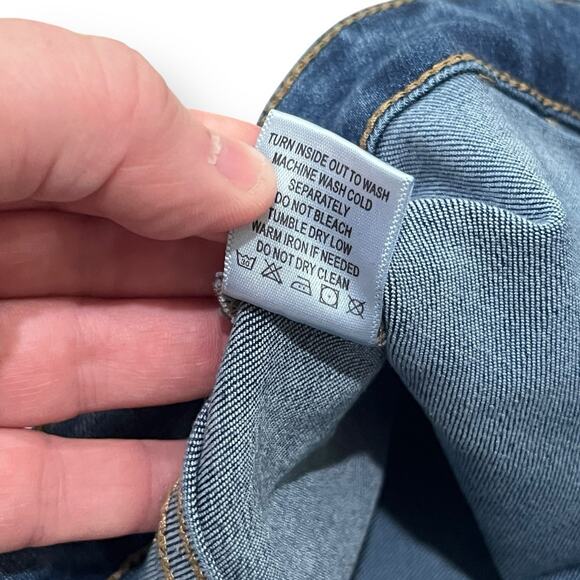 TURN INSIDE OUT TO WASH
MACHINE WASH COLD
SEPARATELY
DO NOT BLEACH
TUMBLE DRY LOW
WARM IRON IF NEEDED
DO NOT DRY CLEAN